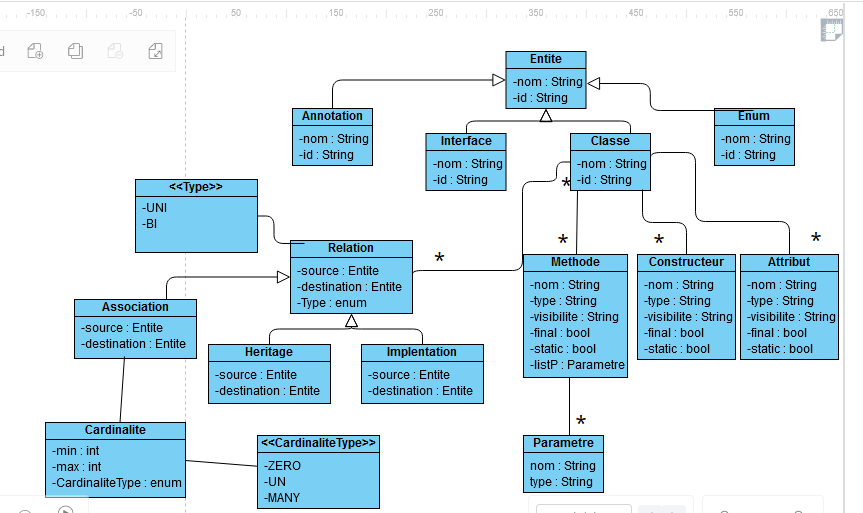 -150
-50
50
150
250
350
450
550
650
Entite
-nom : String
-id : String
Annotation
-nom : String
-id : String
Interface
-nom : String
-id : String
Classe
-nom : String
-id : String
Enum
-nom : String
-id : String
<<Type>>
-UNI
-BI
*
*
*
*
*
Relation
-source : Entite
-destination : Entite
-Type : enum
Methode
-nom : String
-type : String
-visibilite : String
-final : bool
-static : bool
-listP : Parametre
Constructeur
-nom : String
-type : String
-visibilite : String
-final : bool
-static : bool
Attribut
-nom : String
-type : String
-visibilite : String
-final : bool
-static : bool
Association
-source : Entite
-destination : Entite
Heritage
-source : Entite
-destination : Entite
Implentation
-source : Entite
-destination : Entite
*
Cardinalite
-min : int
-max : int
-CardinaliteType : enum
<<CardinaliteType>>
-ZERO
-UN
-MANY
Parametre
nom : String
type : String